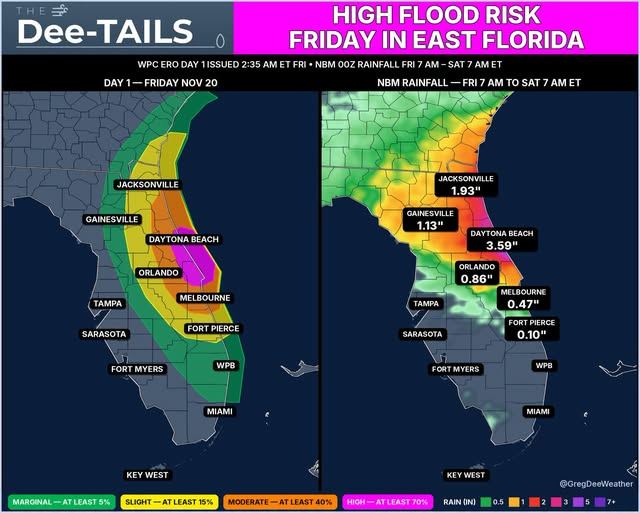 THE
Dee-TAILS
HIGH FLOOD RISK
FRIDAY IN EAST FLORIDA
WPC ERO DAY 1 ISSUED 2:35 AM ET FRI • NBM 00Z RAINFALL FRI 7 AM – SAT 7 AM ET
DAY 1 — FRIDAY NOV 20
JACKSONVILLE
GAINESVILLE
DAYTONA BEACH
ORLANDO
MELBOURNE
TAMPA
FORT PIERCE
SARASOTA
FORT MYERS
WPB
MIAMI
KEY WEST
MARGINAL — AT LEAST 5%
SLIGHT — AT LEAST 15%
MODERATE — AT LEAST 40%
HIGH — AT LEAST 70%
NBM RAINFALL — FRI 7 AM TO SAT 7 AM ET
JACKSONVILLE
1.93"
GAINESVILLE
1.13"
DAYTONA BEACH
3.59"
ORLANDO
0.86"
MELBOURNE
0.47"
TAMPA
FORT PIERCE
0.10"
SARASOTA
FORT MYERS
WPB
MIAMI
KEY WEST
@GregDeeWeather
RAIN (IN) 0.5 1 2 3 4 5 7+